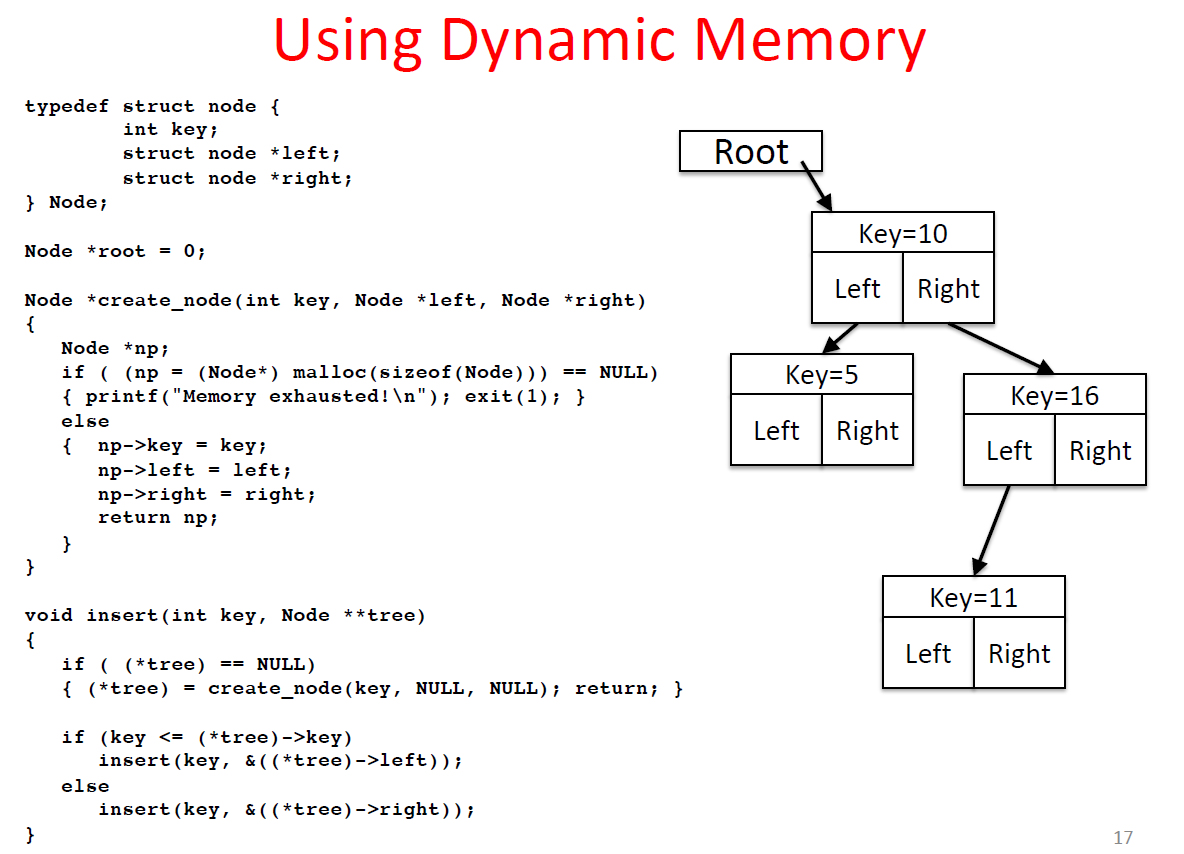 Using Dynamic Memory
typedef struct node {
        int key;
        struct node *left;
        struct node *right;
} Node;
Node *root = 0;
Node *create_node(int key, Node *left, Node *right)
{
   Node *np;
   if ( (np = (Node*) malloc(sizeof(Node))) == NULL)
   { printf("Memory exhausted!\n"); exit(1); }
   else
   {  np->key = key;
      np->left = left;
      np->right = right;
      return np;
   }
}
void insert(int key, Node **tree)
{
   if ( (*tree) == NULL)
   { (*tree) = create_node(key, NULL, NULL); return; }
   if (key <= (*tree)->key)
      insert(key, &((*tree)->left));
   else
      insert(key, &((*tree)->right));
}
Root
Key=10
Left Right
Key=5
Left Right
Key=16
Left Right
Key=11
Left Right
17